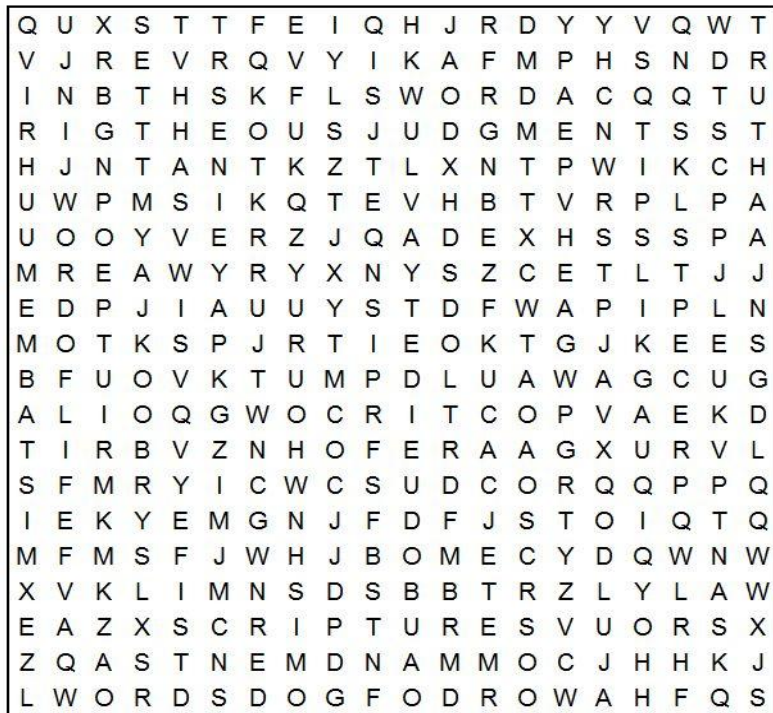 Q U X S T T F E I Q H J R D Y Y V Q W T
V J R E V R Q V Y I K A F M P H S N D R
I N B T H S K F L S W O R D A C Q Q T U
R I G T H E O U S J U D G M E N T S S T
H J N T A N T K Z T L X N T P W I K C H
U W P M S I K Q T E V H B T V R P L P A
U O O Y V E R Z J Q A D E X H S S S P A
M R E A W Y R Y X N Y S Z C E T L T J J
E D P J I A U U Y S T D F W A P I P L N
M O T K S P J R T I E O K T G J K E E S
B F U O V K T U M P D L U A W A G C U G
A L I O Q G W O C R I T C O P V A E K D
T I R B V Z N H O F E R A A G X U R V L
S F M R Y I C W C S U D C O R Q Q P P Q
I E K Y E M G N J F D F J S T O I Q T Q
M F M S F J W H J B O M E C Y D Q W N W
X V K L I M N S D S B B T R Z L Y L A W
E A Z X S C R I P T U R E S V U O R S X
Z Q A S T N E M D N A M M O C J H H K J
L W O R D S D O G F O D R O W A H F Q S